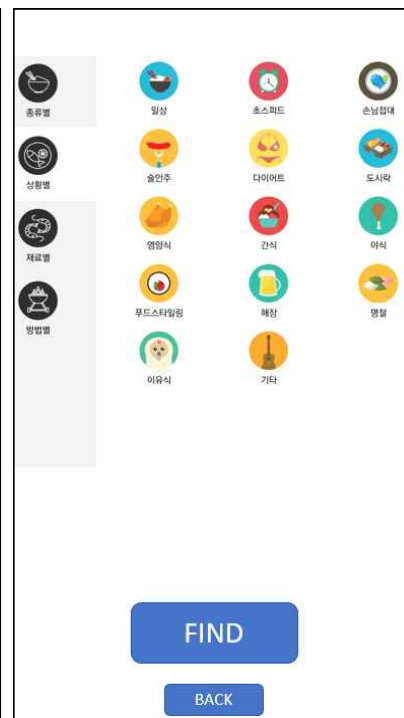 종류별
상황별
재료별
방법별
일상
초스피드
손님접대
술안주
다이어트
도시락
영양식
간식
야식
푸드스타일링
해장
명절
이유식
기타
FIND
BACK